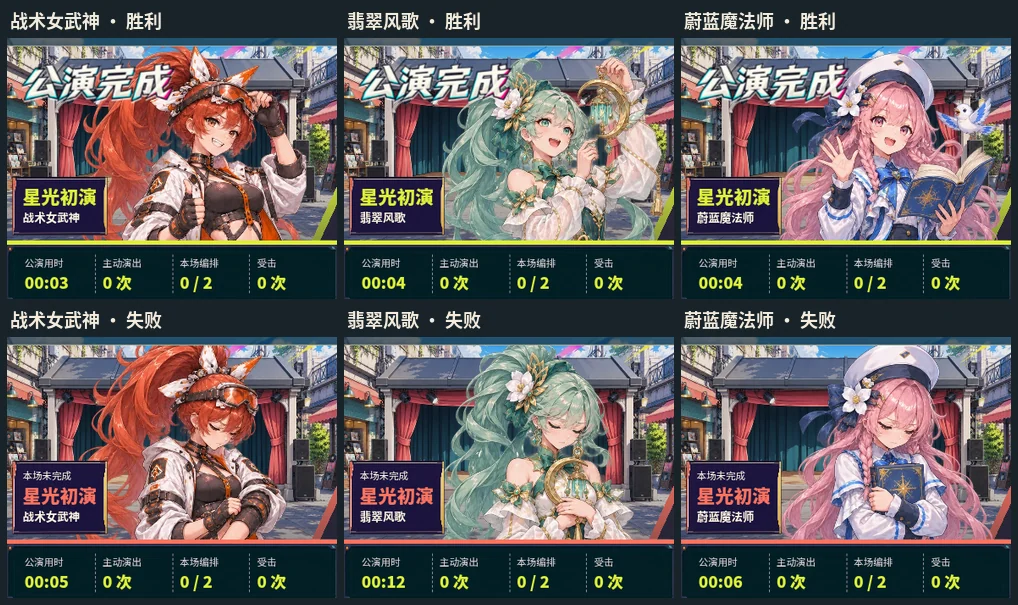 战术女武神 · 胜利
公演完成
星光初演
战术女武神
公演用时 主动演出 本场编排 受击
00:03 0 次 0 / 2 0 次
翡翠风歌 · 胜利
公演完成
星光初演
翡翠风歌
公演用时 主动演出 本场编排 受击
00:04 0 次 0 / 2 0 次
蔚蓝魔法师 · 胜利
公演完成
星光初演
蔚蓝魔法师
公演用时 主动演出 本场编排 受击
00:04 0 次 0 / 2 0 次
战术女武神 · 失败
本场未完成
星光初演
战术女武神
公演用时 主动演出 本场编排 受击
00:05 0 次 0 / 2 0 次
翡翠风歌 · 失败
本场未完成
星光初演
翡翠风歌
公演用时 主动演出 本场编排 受击
00:12 0 次 0 / 2 0 次
蔚蓝魔法师 · 失败
本场未完成
星光初演
蔚蓝魔法师
公演用时 主动演出 本场编排 受击
00:06 0 次 0 / 2 0 次